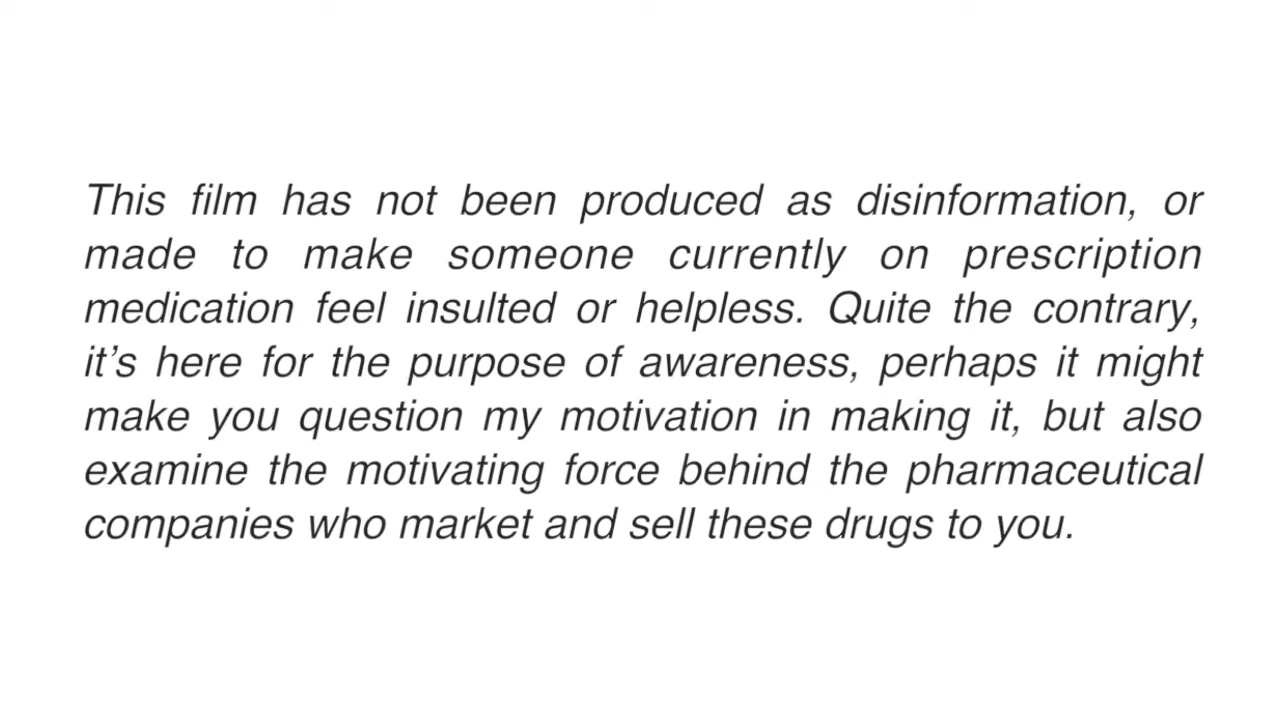 This film has not been produced as disinformation, or
made to make someone currently on prescription
medication feel insulted or helpless. Quite the contrary,
it's here for the purpose of awareness, perhaps it might
make you question my motivation in making it, but also
examine the motivating force behind the pharmaceutical
companies who market and sell these drugs to you.